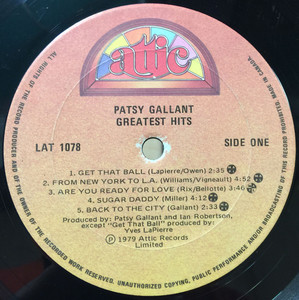 attic
PATSY GALLANT
GREATEST HITS
LAT 1078
SIDE ONE
1. GET THAT BALL, (Lapierre/Owen) 2:35
2. FROM NEW YORK TO L.A. (Williams/Vigneault) 4:46
3. ARE YOU READY FOR LOVE (Rix/Bellotte) 3:46
4. SUGAR DADDY (Miller) 4:12
5. BACK TO THE CITY (Gallant) 2:33
Produced by: Patsy Gallant and Ian Robertson,
except "Get That Ball" produced by:
Yves LaPierre
℗ 1979 Attic Records
Limited
ALL RIGHTS OF THE RECORD PRODUCER AND OF THE OWNER OF THE RECORDED WORK RESERVED. UNAUTHORIZED COPYING, PUBLIC PERFORMANCE AND BROADCASTING OF THIS RECORD PROHIBITED. MADE IN CANADA.